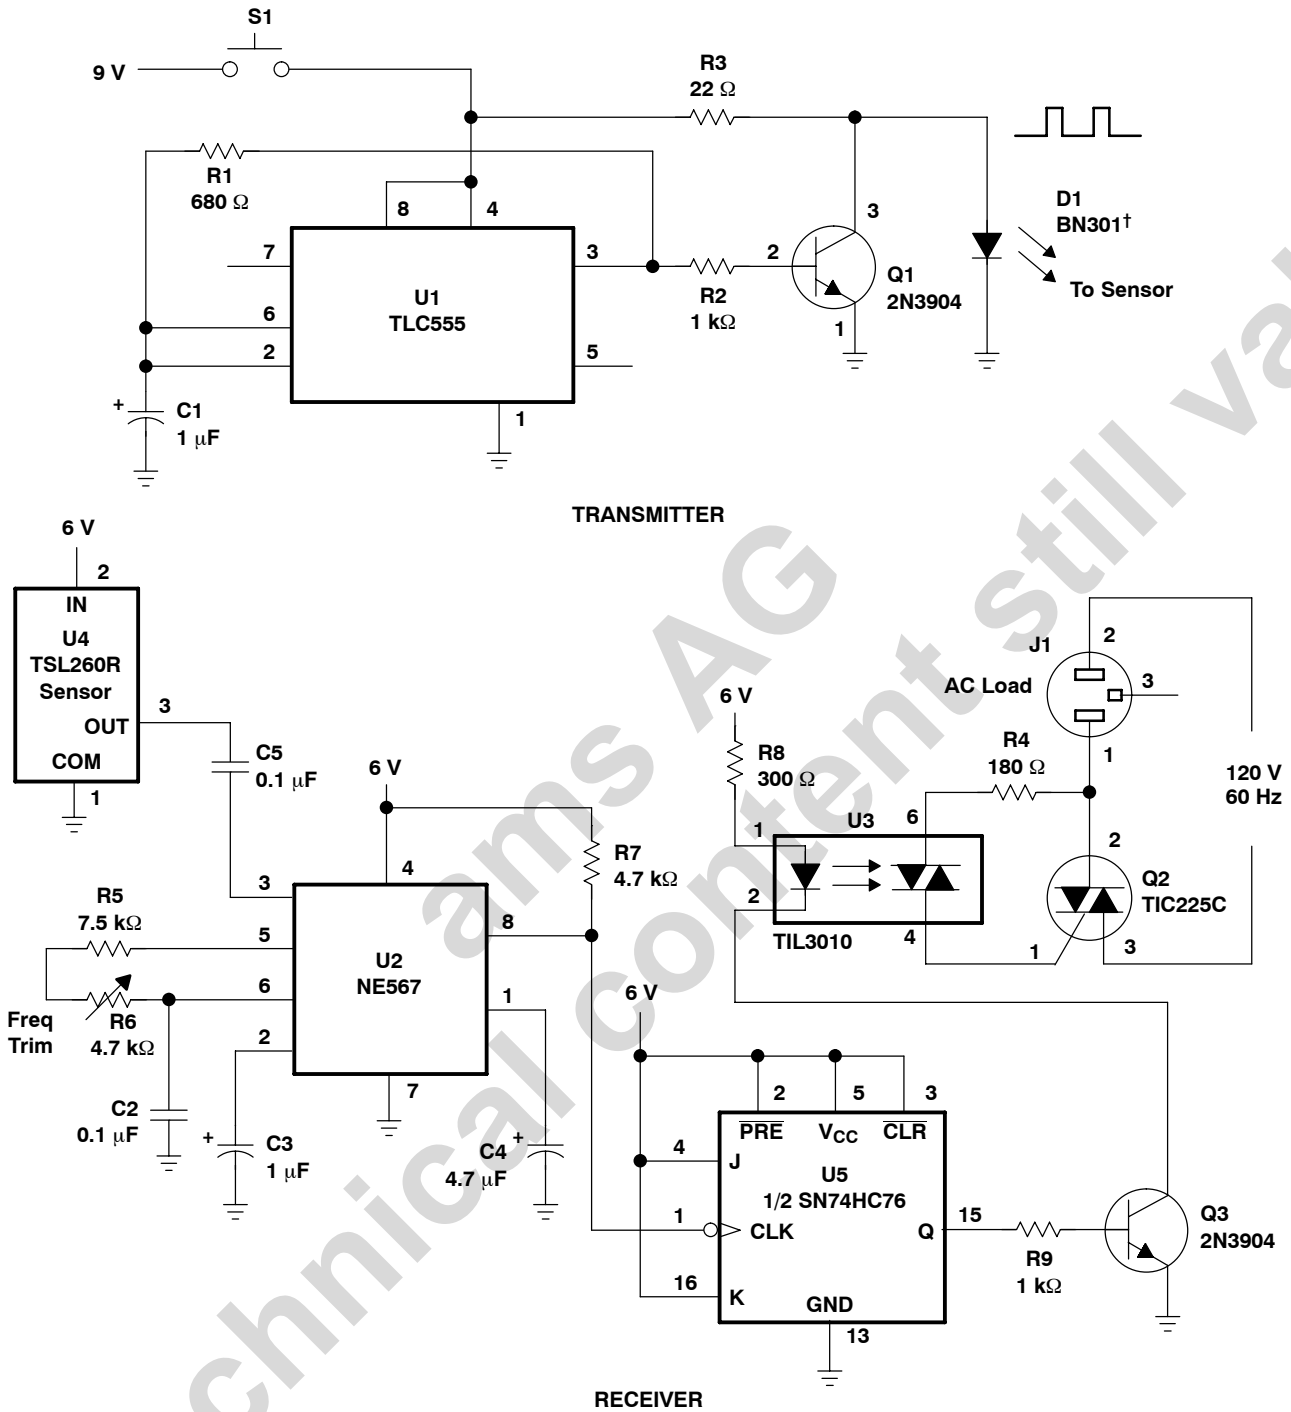 S1
9 V
R3
22 Ω
R1
680 Ω
8
4
7
3
6
2
5
1
U1
TLC555
R2
1 kΩ
2
3
1
Q1
2N3904
D1
BN301†
To Sensor
+
C1
1 μF
TRANSMITTER
6 V
2
IN
U4
TSL260R
Sensor
OUT
COM
3
1
C5
0.1 μF
6 V
4
R7
4.7 kΩ
3
R5
7.5 kΩ
5
6
2
8
1
7
U2
NE567
Freq
Trim
R6
4.7 kΩ
C2
0.1 μF
+
C3
1 μF
C4
4.7 μF
+
6 V
R8
300 Ω
1
2
U3
6
4
TIL3010
R4
180 Ω
J1
AC Load
2
3
1
120 V
60 Hz
2
Q2
TIC225C
1
3
6 V
2
5
3
PRE
VCC
CLR
4
J
U5
1/2 SN74HC76
1
CLK
Q
15
16
K
GND
13
R9
1 kΩ
Q3
2N3904
RECEIVER
ams AG
chnical content still val